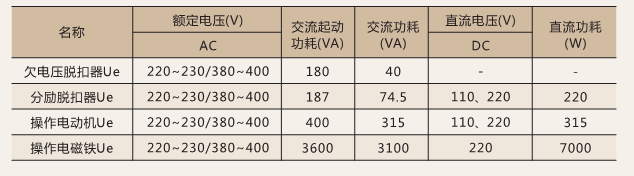 名称 额定电压(V) 交流起动功耗(VA) 交流功耗(VA) 直流电压(V) 直流功耗(W)
AC DC
欠电压脱扣器Ue 220~230/380~400 180 40 - -
分励脱扣器Ue 220~230/380~400 187 74.5 110、220 220
操作电动机Ue 220~230/380~400 400 315 110、220 315
操作电磁铁Ue 220~230/380~400 3600 3100 220 7000